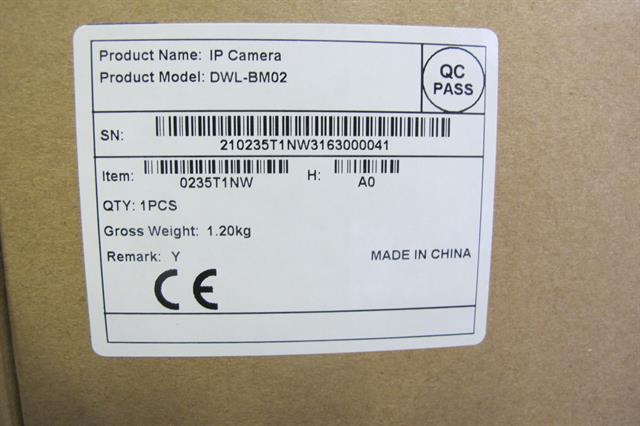 Product Name: IP Camera
Product Model: DWL-BM02
QC
PASS
SN:
210235T1NW3163000041
Item: 0235T1NW H: A0
QTY: 1PCS
Gross Weight: 1.20kg
Remark: Y MADE IN CHINA
CE